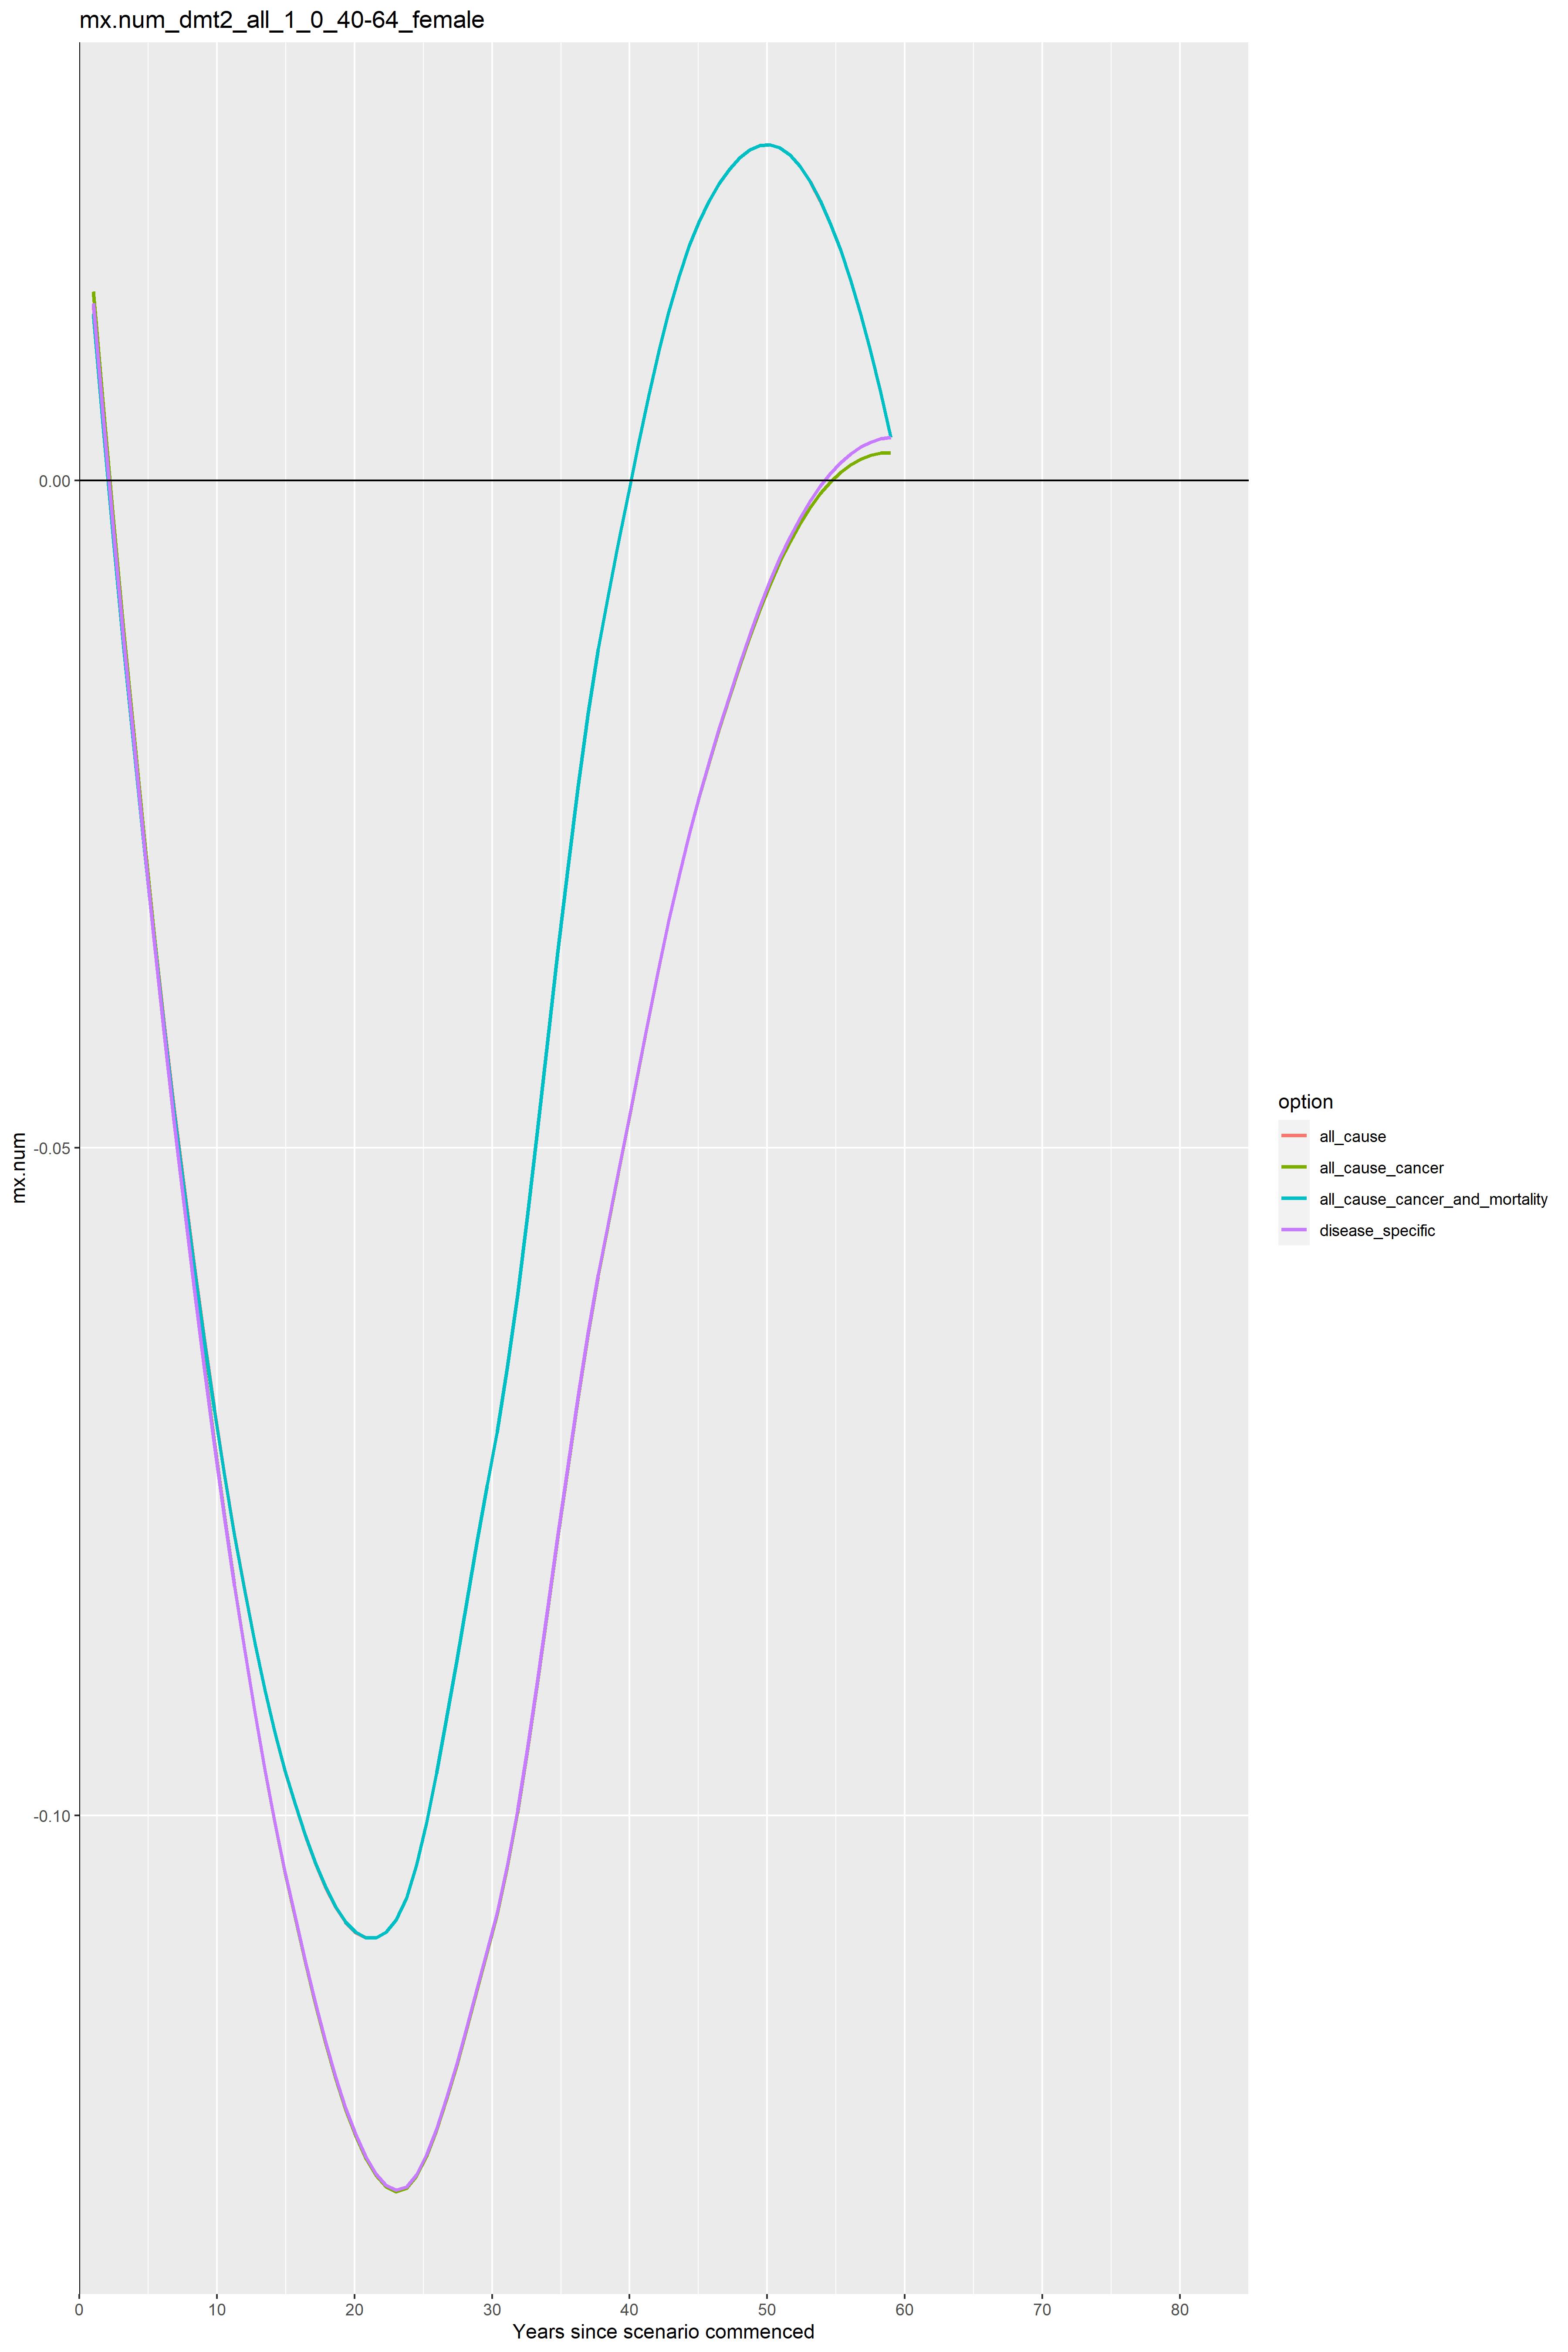 mx.num_dmt2_all_1_0_40-64_female
0.00
-0.05
-0.10
mx.num
0 10 20 30 40 50 60 70 80
Years since scenario commenced
option
all_cause
all_cause_cancer
all_cause_cancer_and_mortality
disease_specific